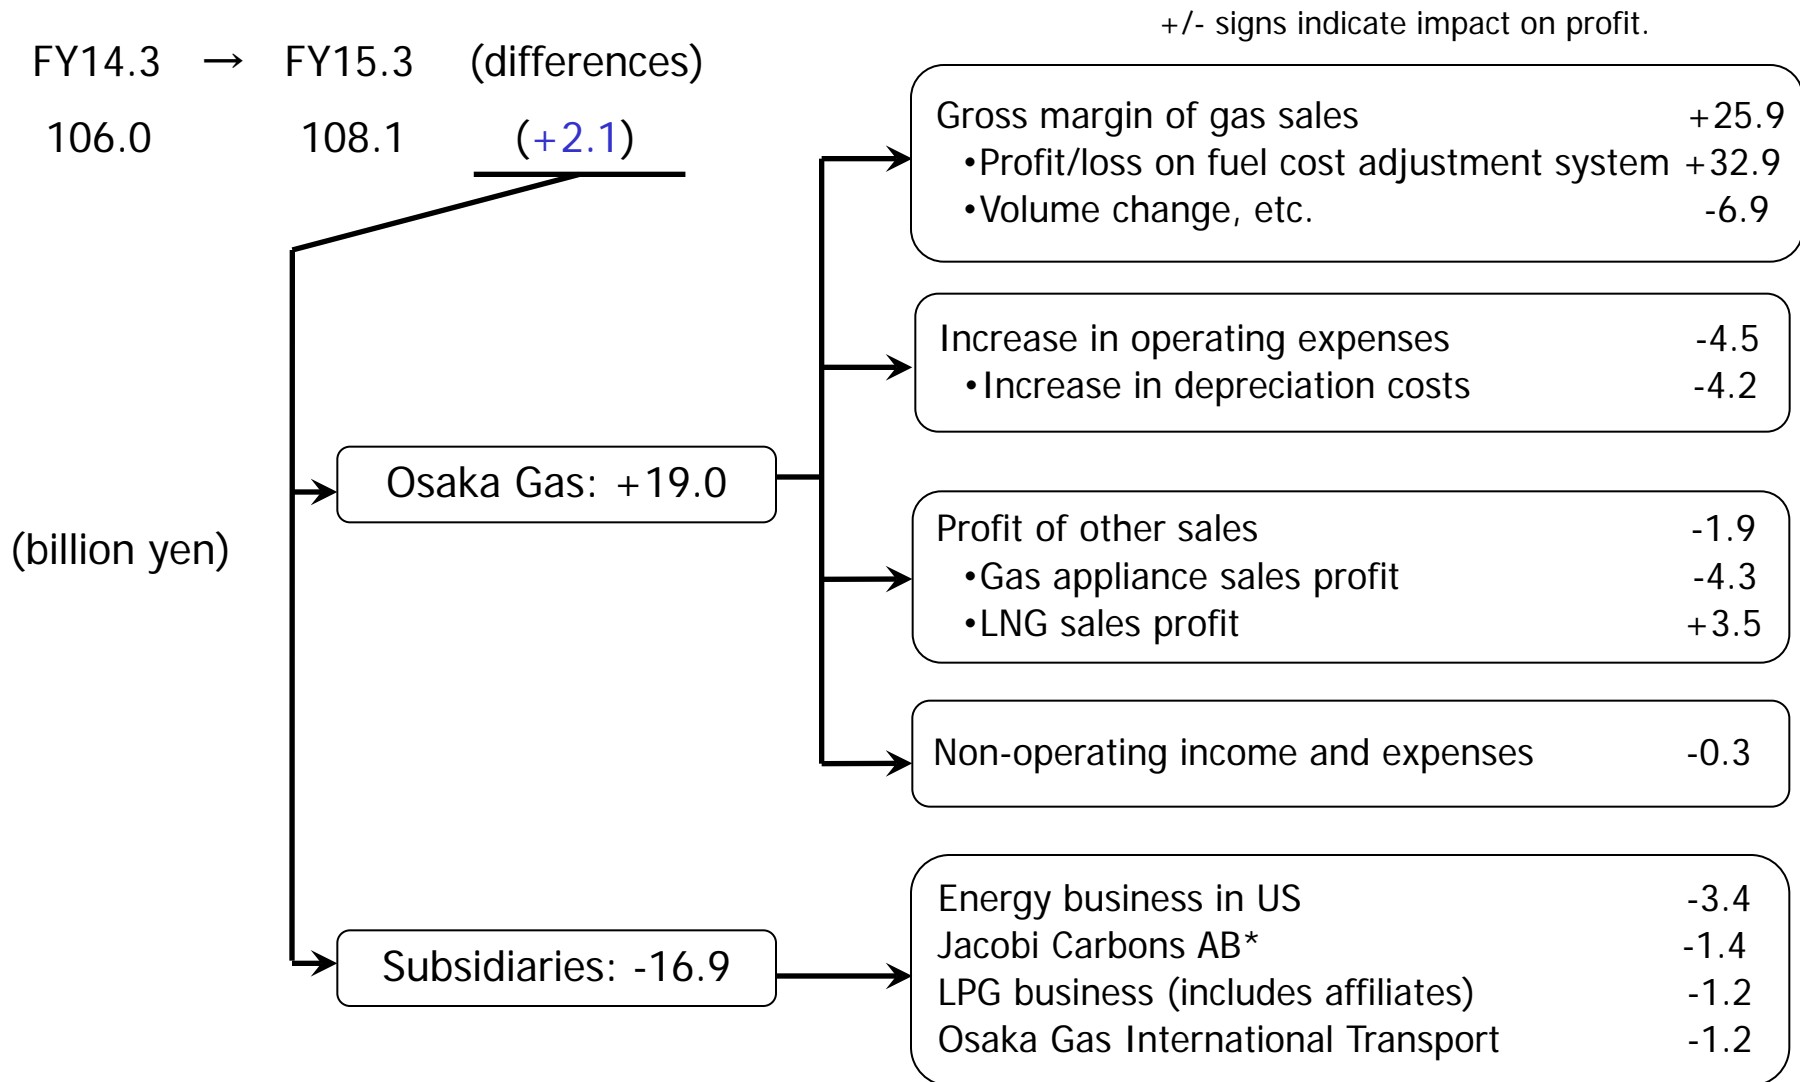 +/- signs indicate impact on profit.
FY14.3 → FY15.3 (differences)
106.0 108.1 (+2.1)
(billion yen)
Osaka Gas: +19.0
Gross margin of gas sales +25.9
•Profit/loss on fuel cost adjustment system +32.9
•Volume change, etc. -6.9
Increase in operating expenses -4.5
•Increase in depreciation costs -4.2
Profit of other sales -1.9
•Gas appliance sales profit -4.3
•LNG sales profit +3.5
Non-operating income and expenses -0.3
Subsidiaries: -16.9
Energy business in US -3.4
Jacobi Carbons AB* -1.4
LPG business (includes affiliates) -1.2
Osaka Gas International Transport -1.2